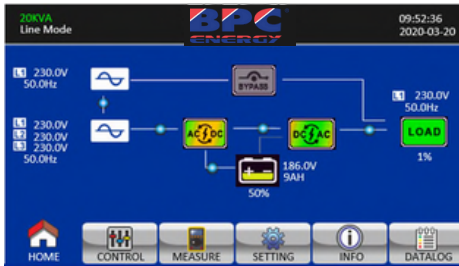 20KVA
Line Mode
BPC
ENERGY
09:52:36
2020-03-20
L1 230.0V
50.0Hz
BYPASS
L1 230.0V
50.0Hz
L1 230.0V
L2 230.0V
L3 230.0V
50.0Hz
AC DC
DC AC
LOAD
1%
186.0V
9AH
50%
HOME
CONTROL
MEASURE
SETTING
INFO
DATALOG